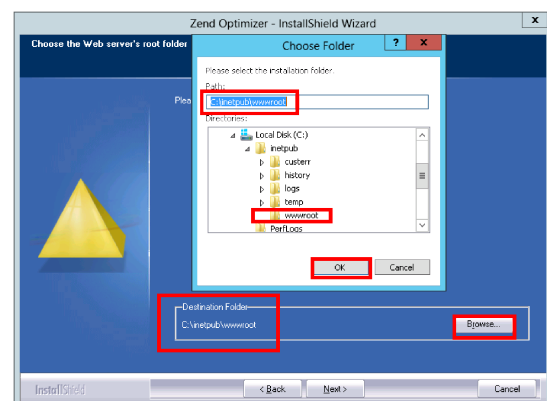 Zend Optimizer - InstallShield Wizard
x
Choose the Web server's root folder
Choose Folder
?
x
Please select the installation folder.
Path:
Plea
C:\inetpub\wwwroot
Directories:
Local Disk (C:)
inetpub
custerr
history
logs
temp
wwwroot
PerfLogs
OK
Cancel
Destination Folder
C:\inetpub\wwwroot
Browse...
InstallShield
< Back
Next >
Cancel